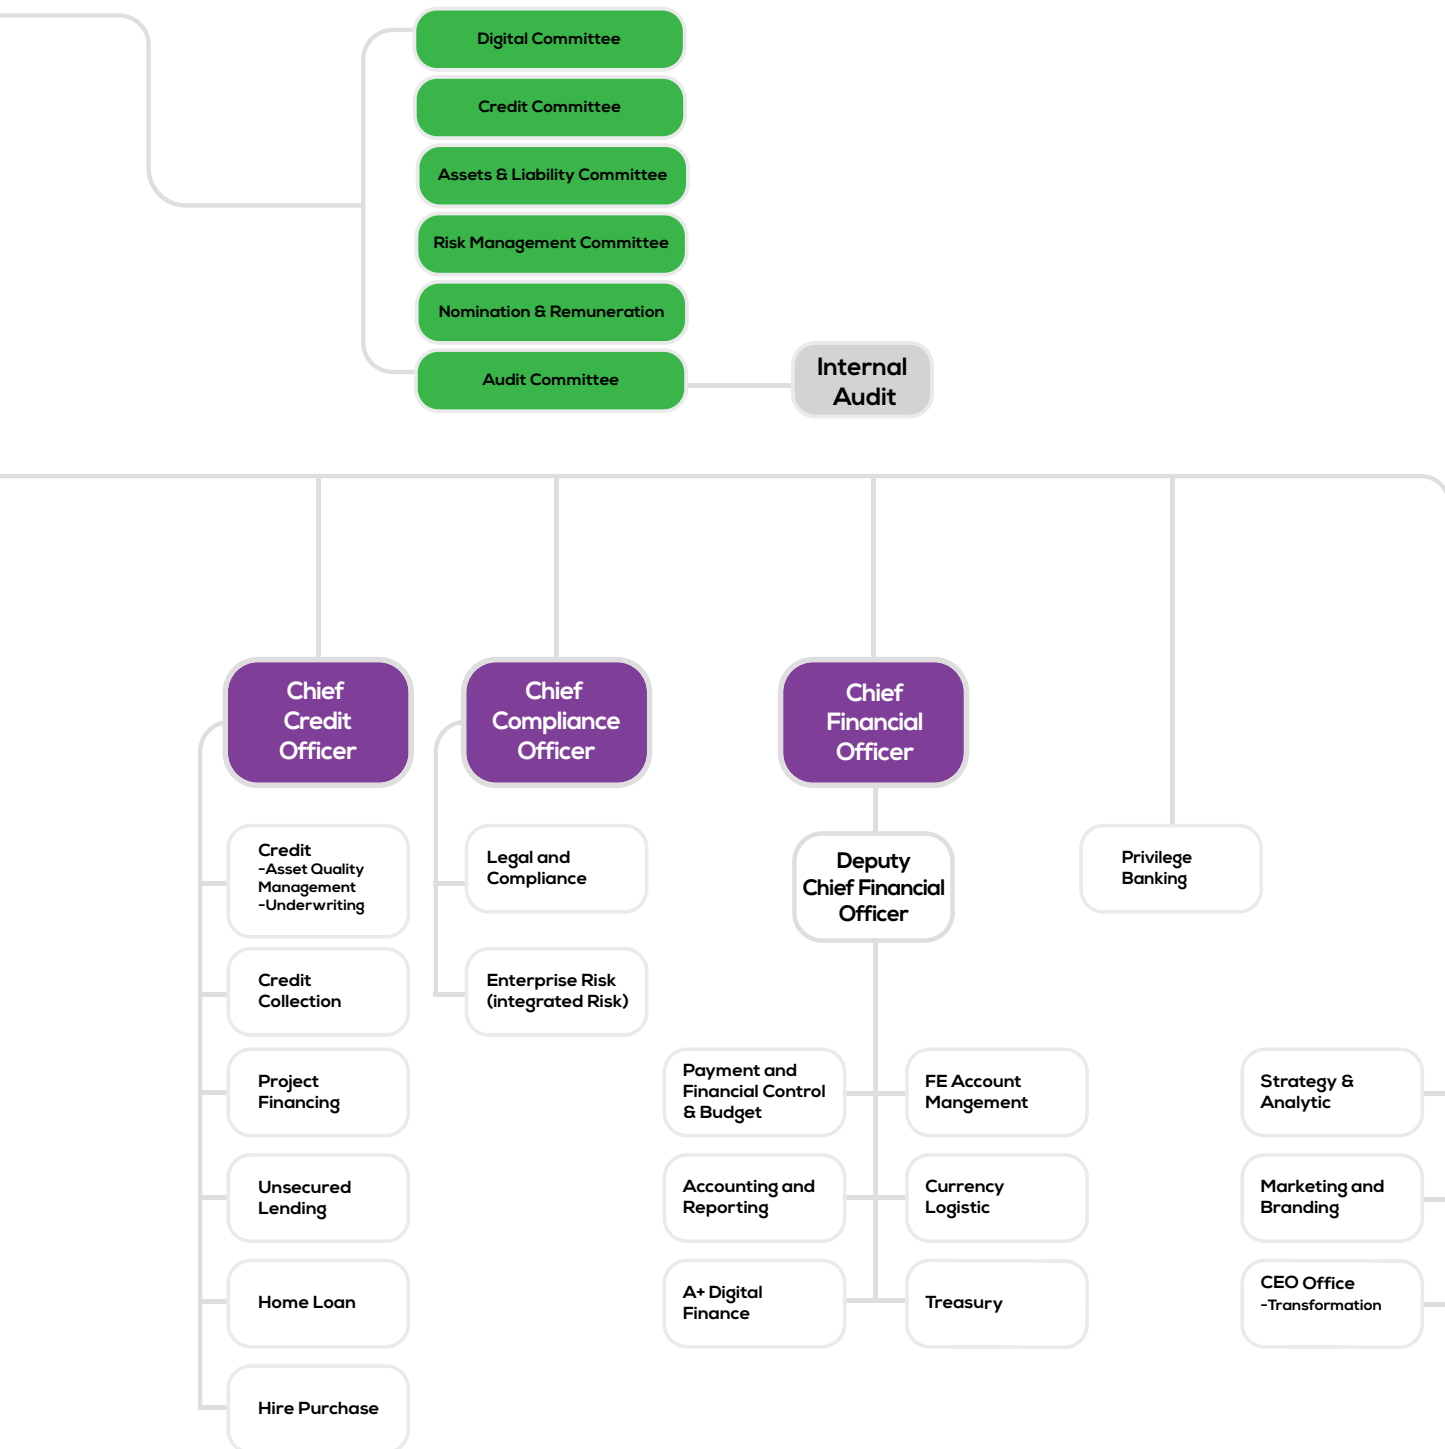 Digital Committee
Credit Committee
Assets & Liability Committee
Risk Management Committee
Nomination & Remuneration
Audit Committee
Internal
Audit
Chief
Credit
Officer
Credit
-Asset Quality
Management
-Underwriting
Credit
Collection
Project
Financing
Unsecured
Lending
Home Loan
Hire Purchase
Chief
Compliance
Officer
Legal and
Compliance
Enterprise Risk
(integrated Risk)
Chief
Financial
Officer
Deputy
Chief Financial
Officer
Payment and
Financial Control
& Budget
Accounting and
Reporting
A+ Digital
Finance
FE Account
Mangement
Currency
Logistic
Treasury
Privilege
Banking
Strategy &
Analytic
Marketing and
Branding
CEO Office
-Transformation